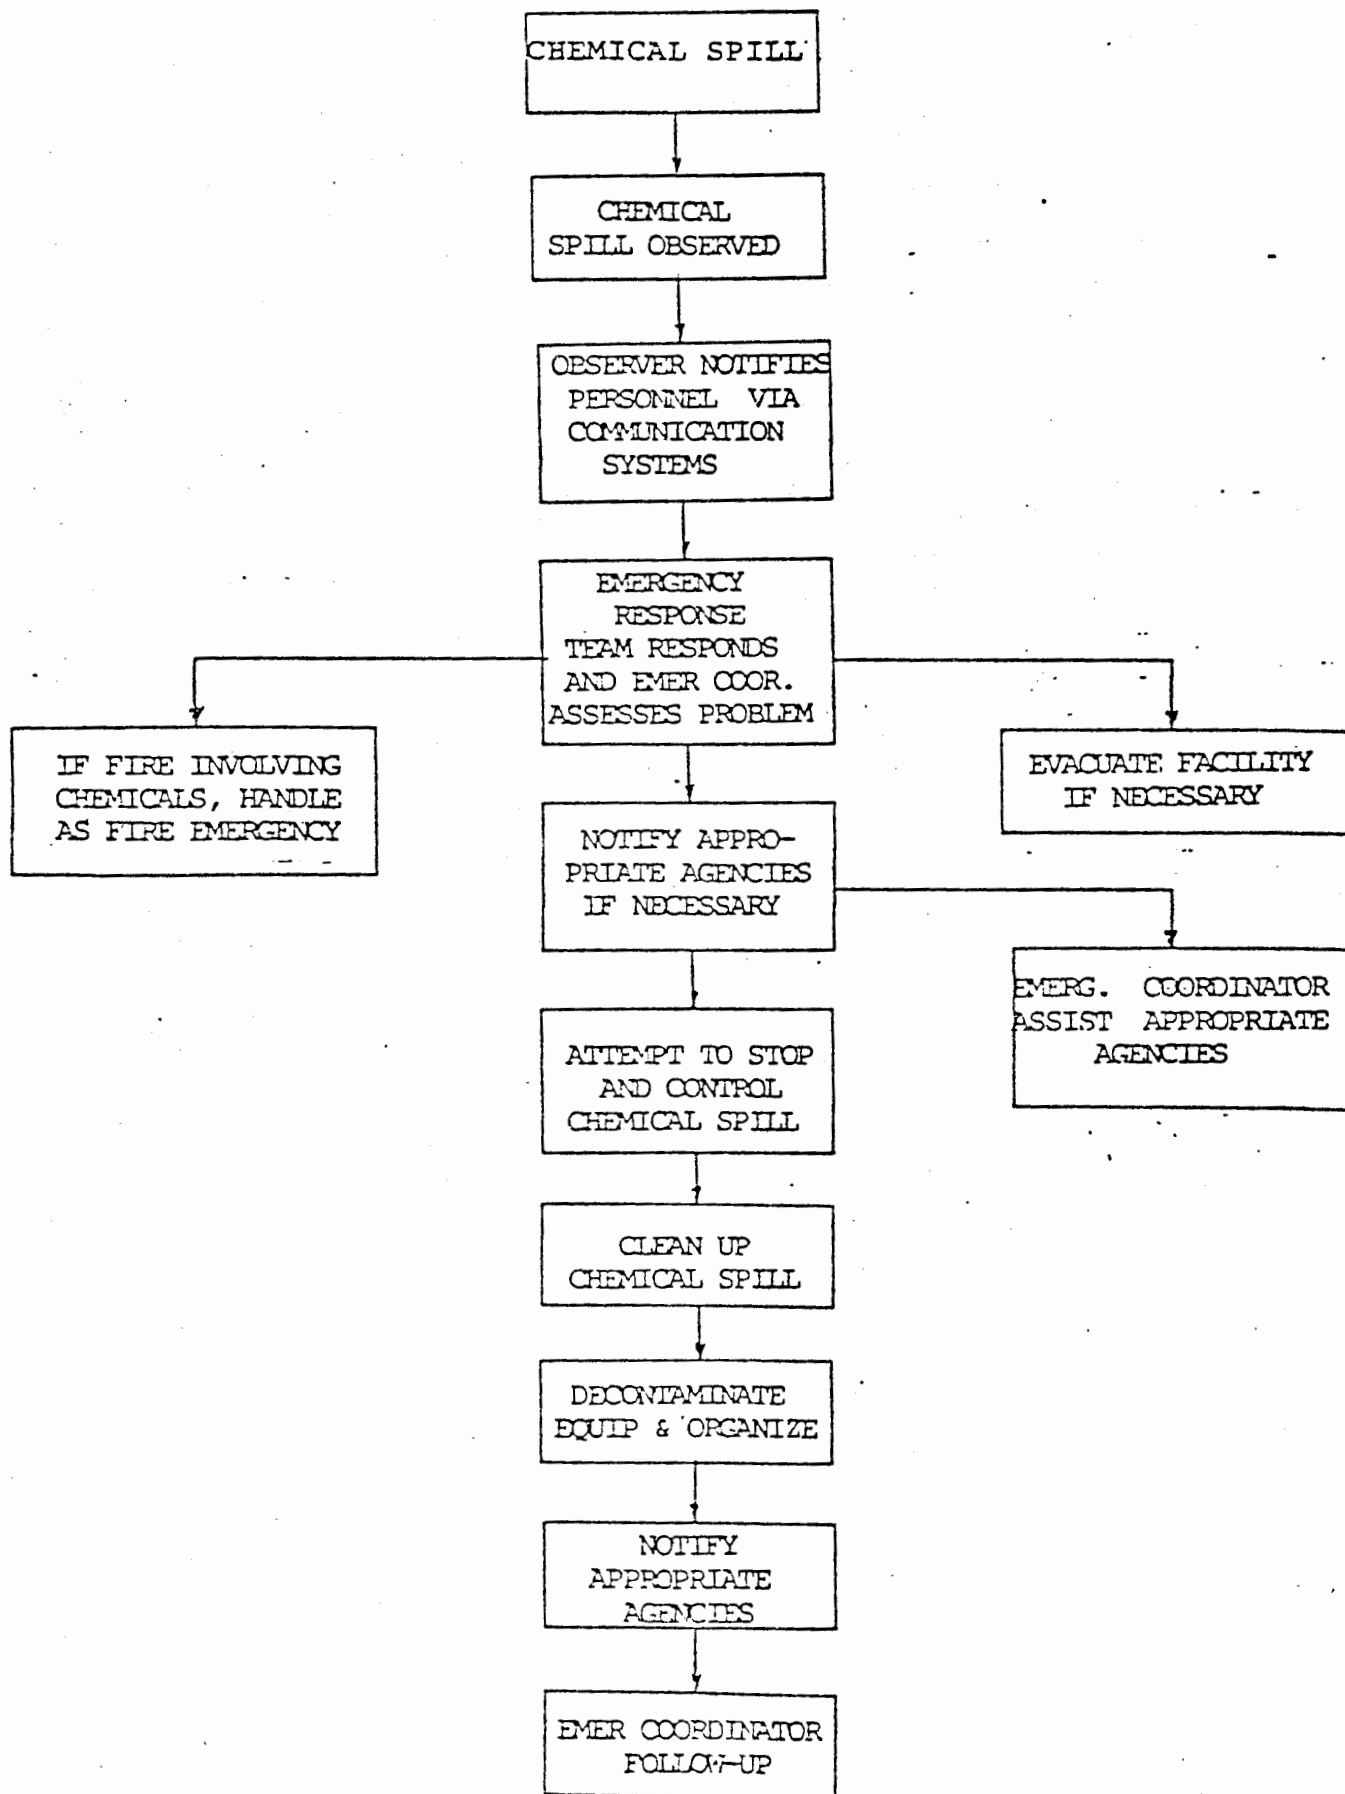 CHEMICAL SPILL
CHEMICAL
SPILL OBSERVED
OBSERVER NOTIFIES
PERSONNEL VIA
COMMUNICATION
SYSTEMS
EMERGENCY
RESPONSE
TEAM RESPONDS
AND EMER COOR.
ASSESSES PROBLEM
IF FIRE INVOLVING
CHEMICALS, HANDLE
AS FIRE EMERGENCY
EVACUATE FACILITY
IF NECESSARY
NOTIFY APPRO-
PRIATE AGENCIES
IF NECESSARY
EMERG. COORDINATOR
ASSIST APPROPRIATE
AGENCIES
ATTEMPT TO STOP
AND CONTROL
CHEMICAL SPILL
CLEAN UP
CHEMICAL SPILL
DECONTAMINATE
EQUIP & ORGANIZE
NOTIFY
APPROPRIATE
AGENCIES
EMER COORDINATOR
FOLLOW-UP